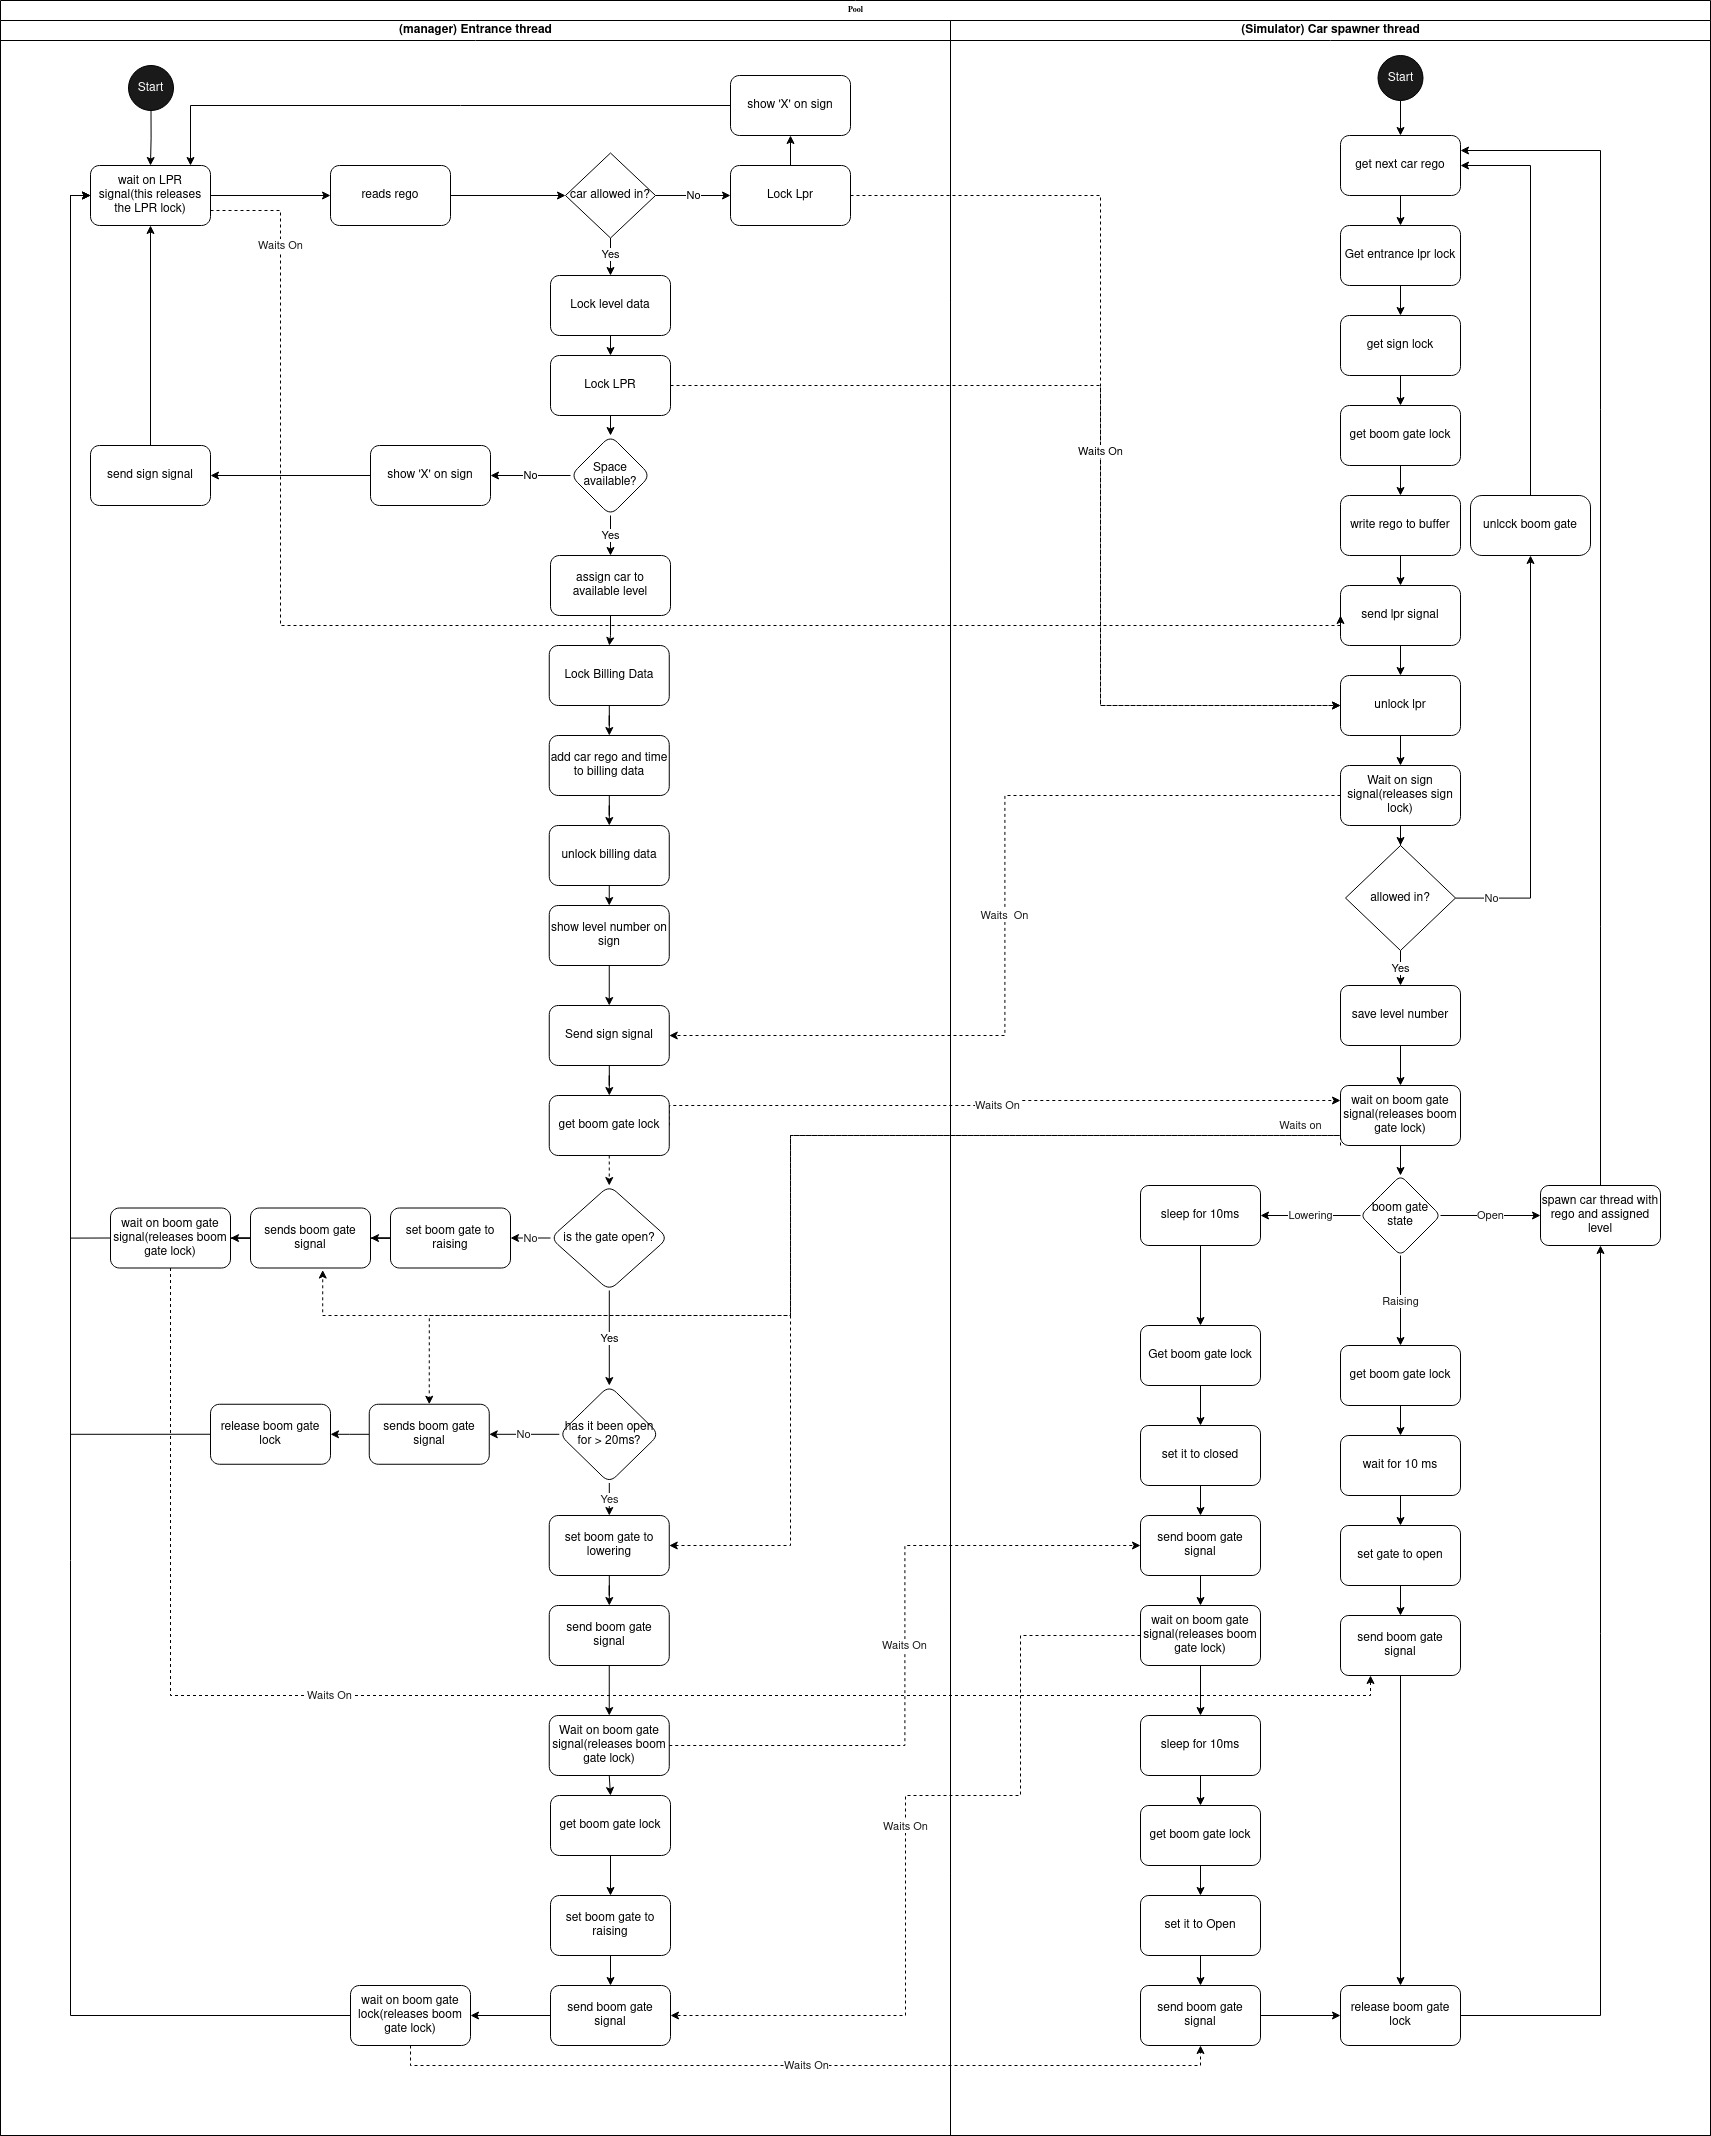 Pool
(manager) Entrance thread
(Simulator) Car spawner thread
Start
show 'X' on sign
wait on LPR
signal(this releases
the LPR lock)
reads rego
car allowed in?
No
Lock Lpr
Waits On
Yes
Lock level data
Lock LPR
send sign signal
show 'X' on sign
No
Space
available?
Yes
assign car to
available level
Lock Billing Data
add car rego and time
to billing data
unlock billing data
show level number on
sign
Send sign signal
get boom gate lock
wait on boom gate
signal(releases boom
gate lock)
sends boom gate
signal
set boom gate to
raising
No
is the gate open?
Yes
release boom gate
lock
sends boom gate
signal
No
has it been open
for > 20ms?
Yes
set boom gate to
lowering
send boom gate
signal
Waits On
Wait on boom gate
signal(releases boom
gate lock)
get boom gate lock
set boom gate to
raising
wait on boom gate
lock(releases boom
gate lock)
send boom gate
signal
Waits On
Waits On
Waits On
Waits On
Waits  On
Waits On
Waits on
Start
get next car rego
Get entrance lpr lock
get sign lock
get boom gate lock
write rego to buffer
unlcck boom gate
send lpr signal
unlock lpr
Wait on sign
signal(releases sign
lock)
allowed in?
No
Yes
save level number
wait on boom gate
signal(releases boom
gate lock)
sleep for 10ms
Lowering
boom gate
state
Open
spawn car thread with
rego and assigned
level
Raising
Get boom gate lock
get boom gate lock
set it to closed
wait for 10 ms
send boom gate
signal
set gate to open
wait on boom gate
signal(releases boom
gate lock)
send boom gate
signal
sleep for 10ms
get boom gate lock
set it to Open
send boom gate
signal
release boom gate
lock